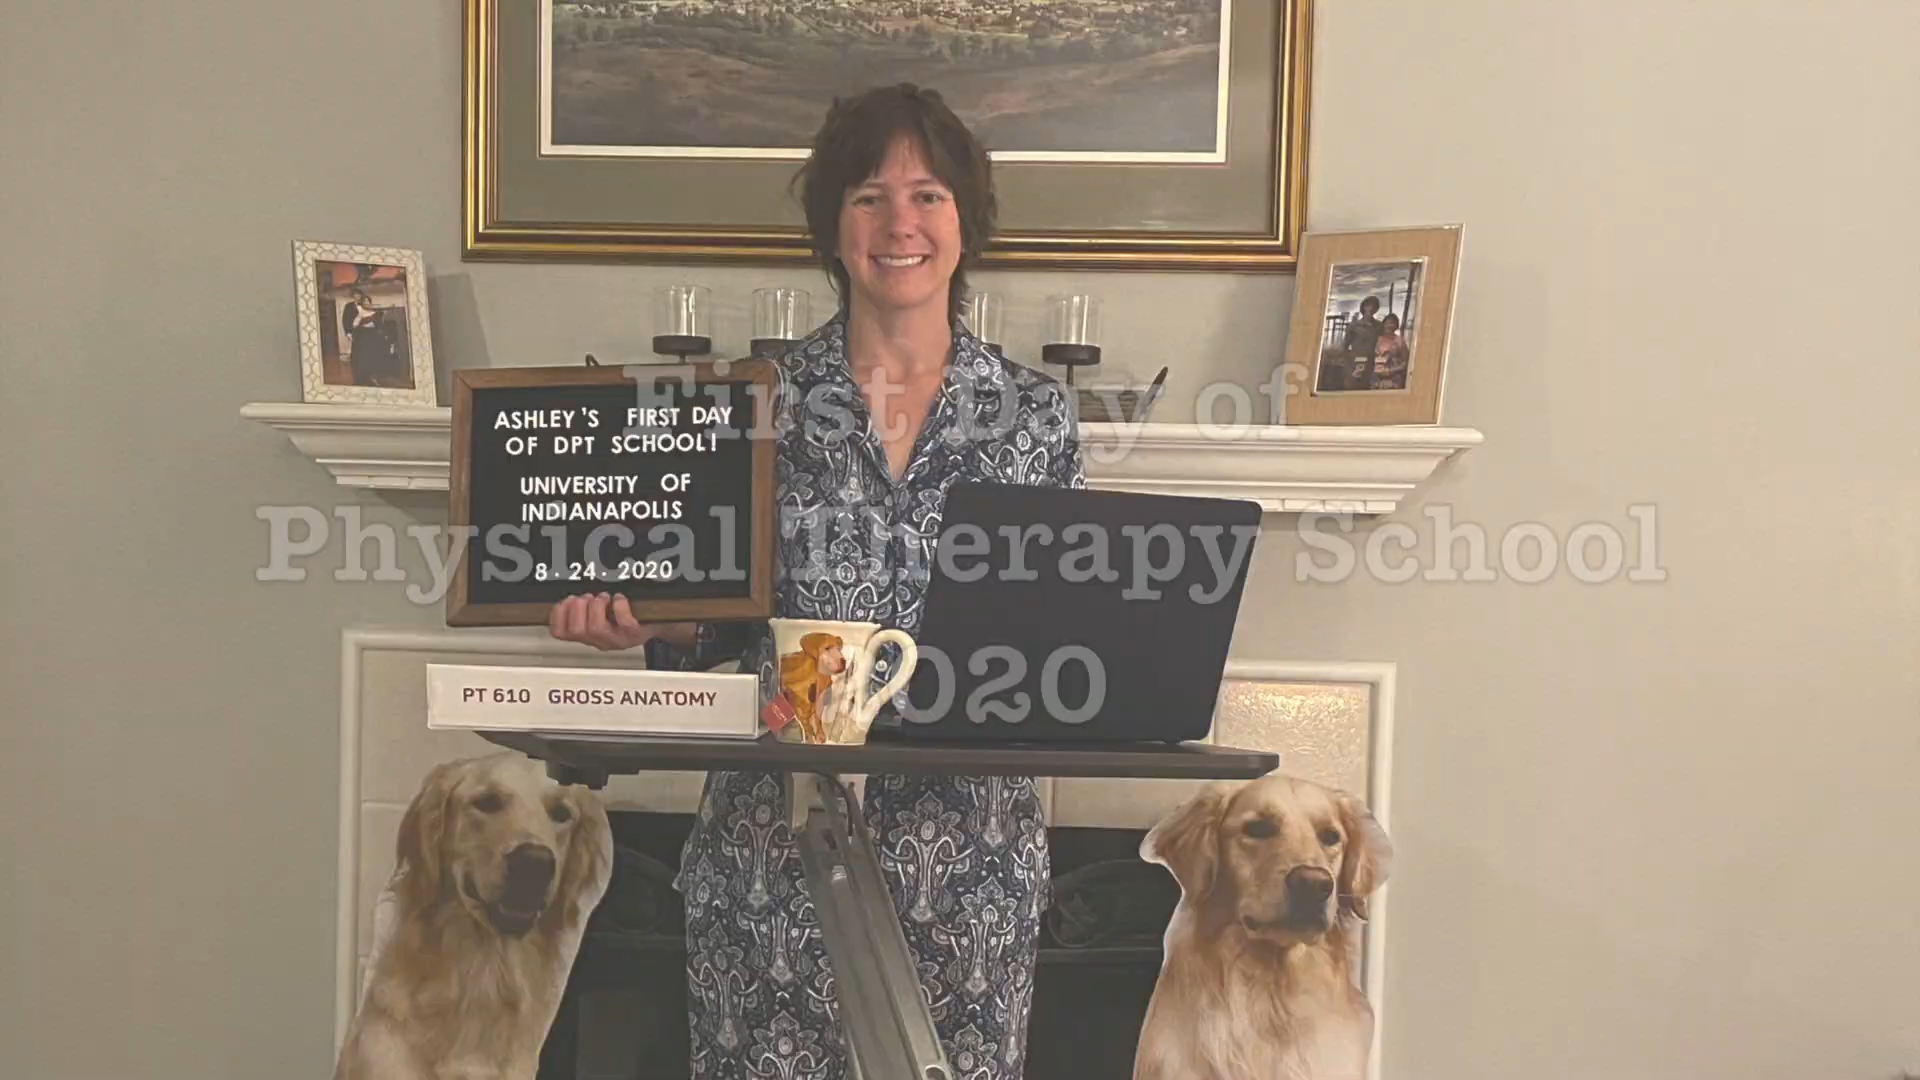 ASHLEY'S FIRST DAY
OF DPT SCHOOL!
UNIVERSITY OF
INDIANAPOLIS
8.24.2020
PT 610 GROSS ANATOMY
First Day of
Physical Therapy School
2020